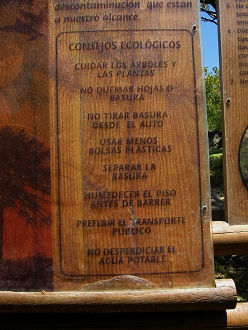 descontaminación que están
a nuestro alcance.
CONSEJOS ECOLÓGICOS
CUIDAR LOS ÁRBOLES Y
LAS PLANTAS
NO QUEMAR HOJAS O
BASURA
NO TIRAR BASURA
DESDE EL AUTO
USAR MENOS
BOLSAS PLÁSTICAS
SEPARAR LA
BASURA
HUMEDECER EL PISO
ANTES DE BARRER
PREFERIR EL TRANSPORTE
PÚBLICO
NO DESPERDICIAR EL
AGUA POTABLE